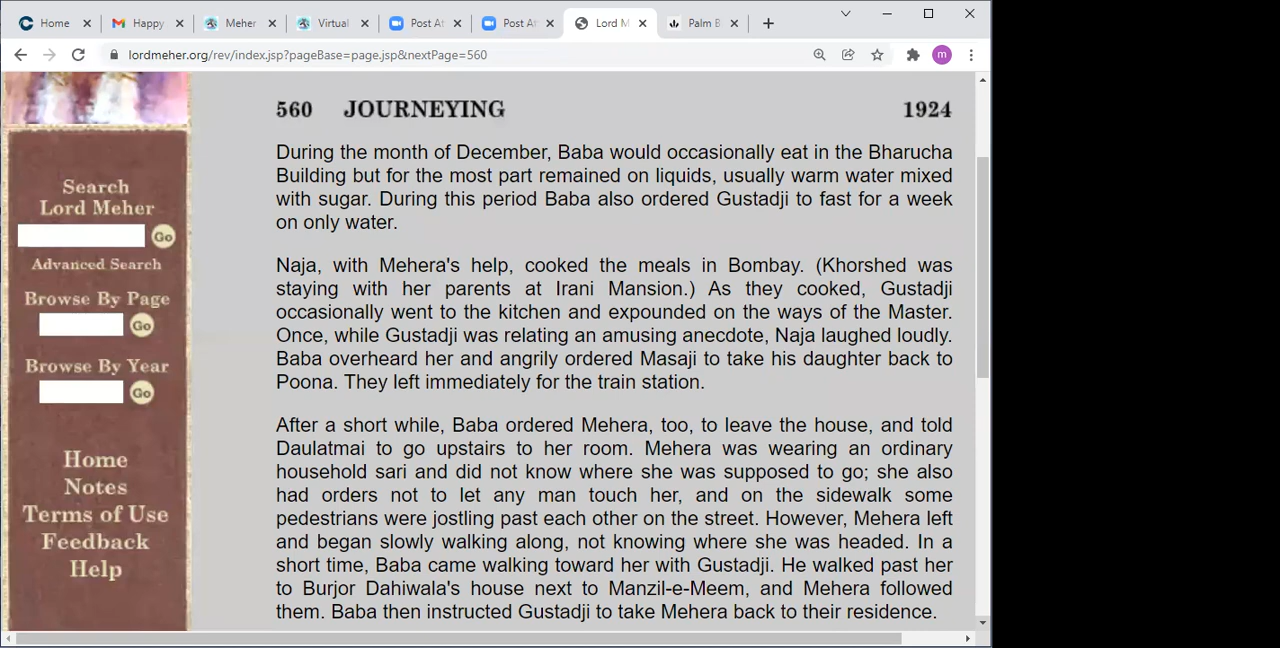 Home
Happy
Meher
Virtual
Post Af
Post Af
Lord M
Palm B
lordmeher.org/rev/index.jsp?pageBase=page.jsp&nextPage=560
m
560 JOURNEYING 1924
During the month of December, Baba would occasionally eat in the Bharucha
Building but for the most part remained on liquids, usually warm water mixed
with sugar. During this period Baba also ordered Gustadji to fast for a week
on only water.
Naja, with Mehera's help, cooked the meals in Bombay. (Khorshed was
staying with her parents at Irani Mansion.) As they cooked, Gustadji
occasionally went to the kitchen and expounded on the ways of the Master.
Once, while Gustadji was relating an amusing anecdote, Naja laughed loudly.
Baba overheard her and angrily ordered Masaji to take his daughter back to
Poona. They left immediately for the train station.
After a short while, Baba ordered Mehera, too, to leave the house, and told
Daulatmai to go upstairs to her room. Mehera was wearing an ordinary
household sari and did not know where she was supposed to go; she also
had orders not to let any man touch her, and on the sidewalk some
pedestrians were jostling past each other on the street. However, Mehera left
and began slowly walking along, not knowing where she was headed. In a
short time, Baba came walking toward her with Gustadji. He walked past her
to Burjor Dahiwala's house next to Manzil-e-Meem, and Mehera followed
them. Baba then instructed Gustadji to take Mehera back to their residence.
Search
Lord Meher
Go
Advanced Search
Browse By Page
Go
Browse By Year
Go
Home
Notes
Terms of Use
Feedback
Help